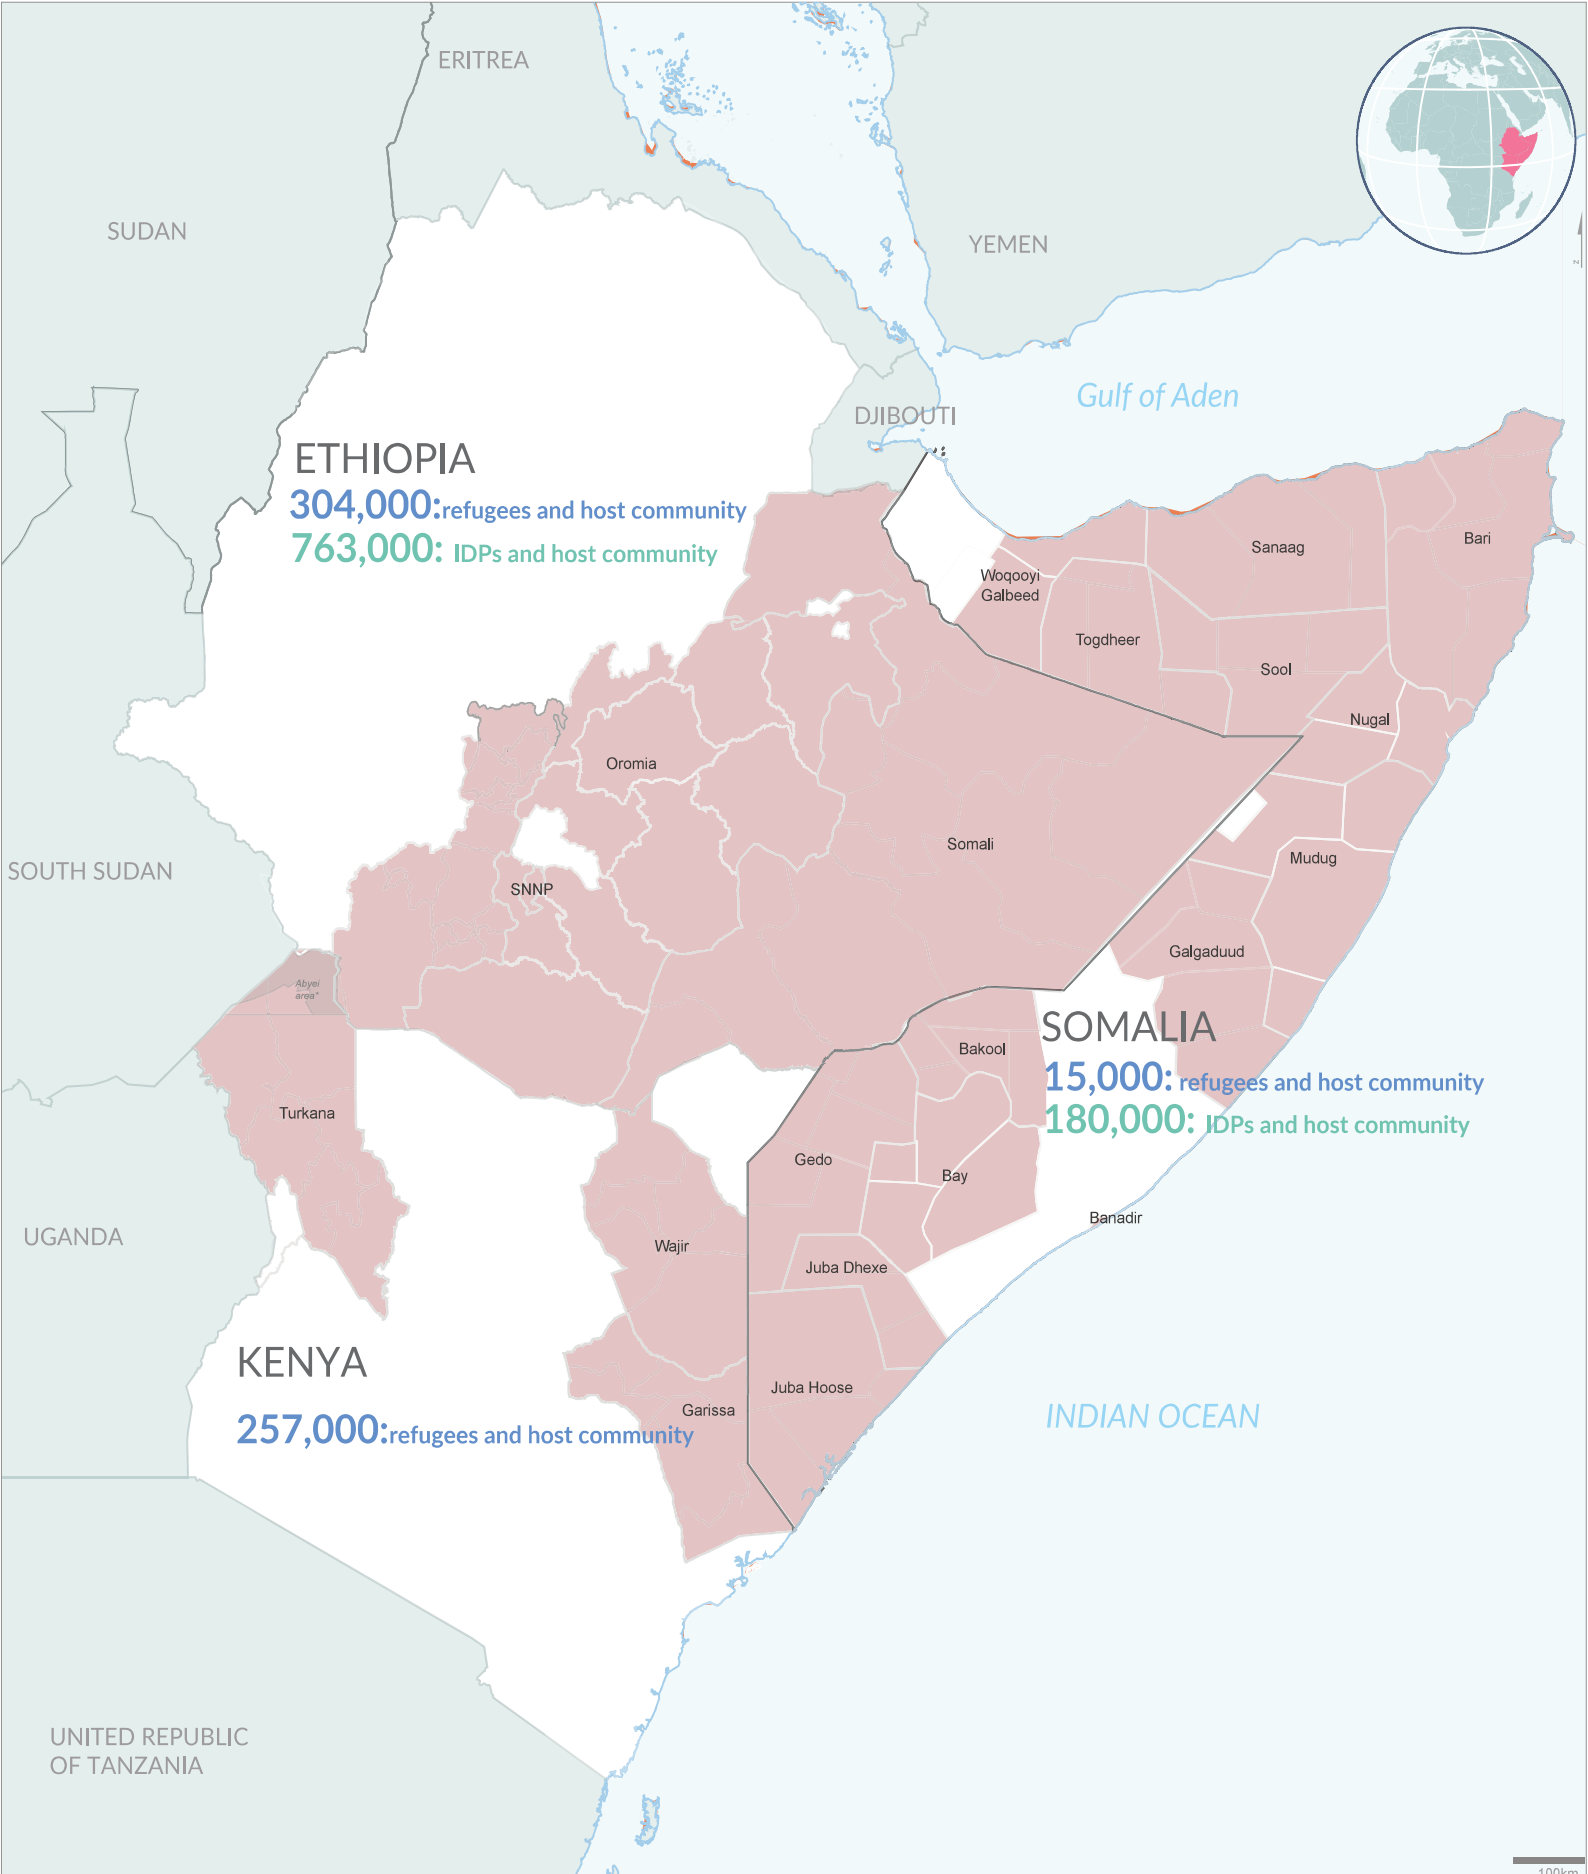 ERITREA
SUDAN
YEMEN
N
Gulf of Aden
DJIBOUTI
ETHIOPIA
304,000:refugees and host community
763,000: IDPs and host community
Bari
Sanaag
Woqooyi
Galbeed
Togdheer
Sool
Nugal
Oromia
Somali
Mudug
SOUTH SUDAN
SNNP
Galgaduud
Abyei
area*
SOMALIA
15,000: refugees and host community
180,000: IDPs and host community
Bakool
Turkana
Gedo
Bay
Banadir
UGANDA
Wajir
Juba Dhexe
KENYA
257,000:refugees and host community
Juba Hoose
Garissa
INDIAN OCEAN
UNITED REPUBLIC
OF TANZANIA
100km